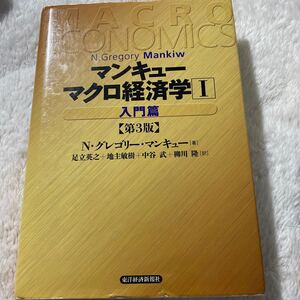 MACRO
ECONOMICS
N. Gregory Mankiw
マンキュー
マクロ経済学 I
入門篇
【第3版】
N・グレゴリー・マンキュー 著
足立英之+地主敏樹+中谷 武+柳川 隆 訳
東洋経済新報社